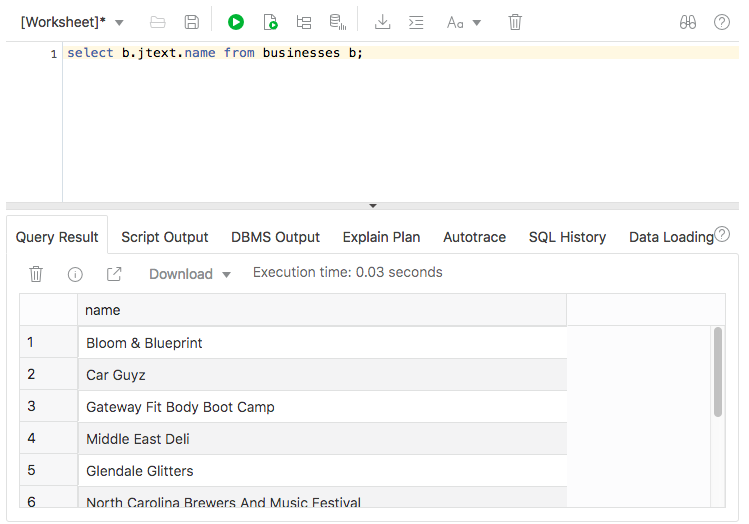 [Worksheet]* Aa
1 select b.jtext.name from businesses b;
Query Result Script Output DBMS Output Explain Plan Autotrace SQL History Data Loading
Download Execution time: 0.03 seconds
name
1 Bloom & Blueprint
2 Car Guyz
3 Gateway Fit Body Boot Camp
4 Middle East Deli
5 Glendale Glitters
6 North Carolina Brewers And Music Festival